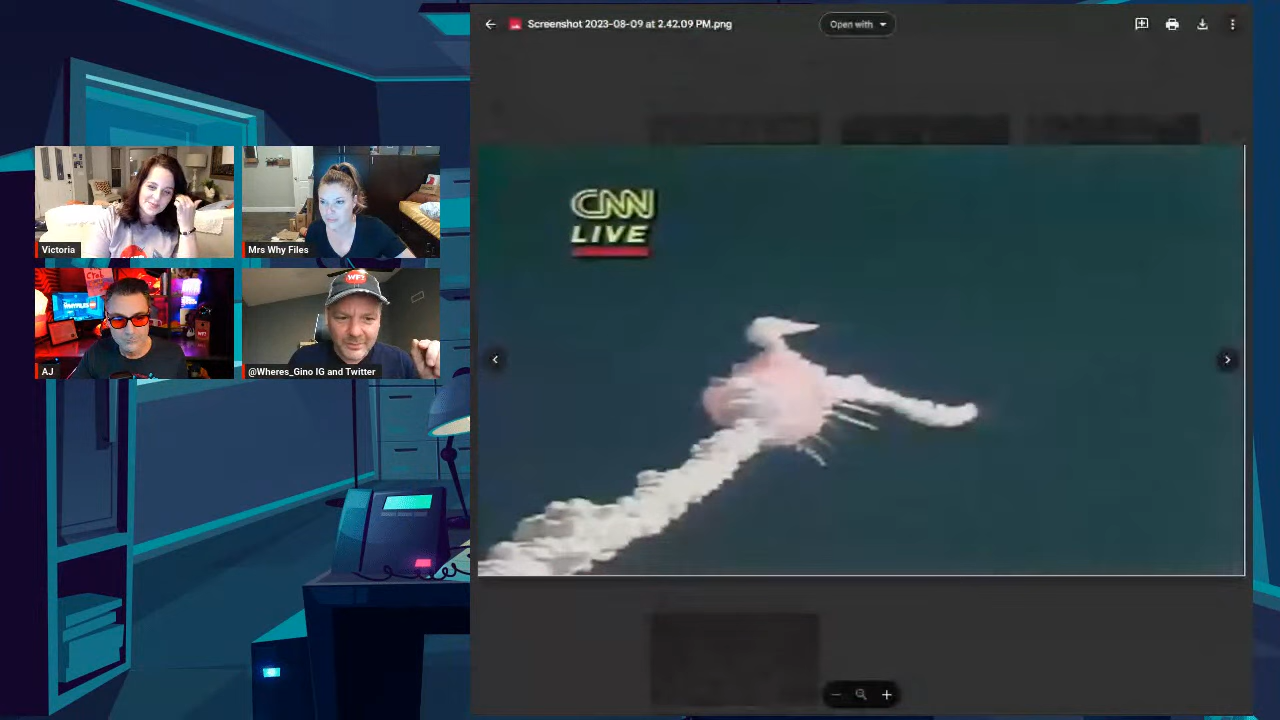 Screenshot 2023-08-09 at 2.42.09 PM.png
Open with
CNN
LIVE
Victoria
Mrs Why Files
AJ
@Wheres_Gino IG and Twitter